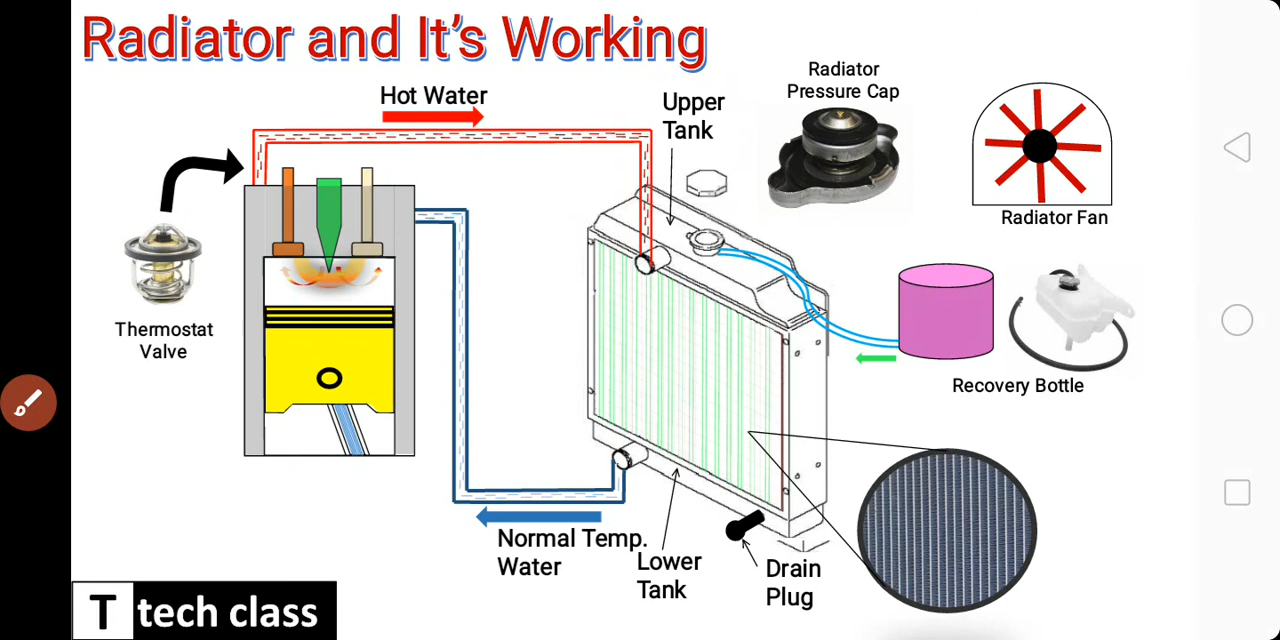 Radiator and It's Working
Hot Water
Upper
Tank
Radiator
Pressure Cap
Radiator Fan
Thermostat
Valve
Recovery Bottle
Normal Temp.
Water
Lower
Tank
Drain
Plug
T tech class